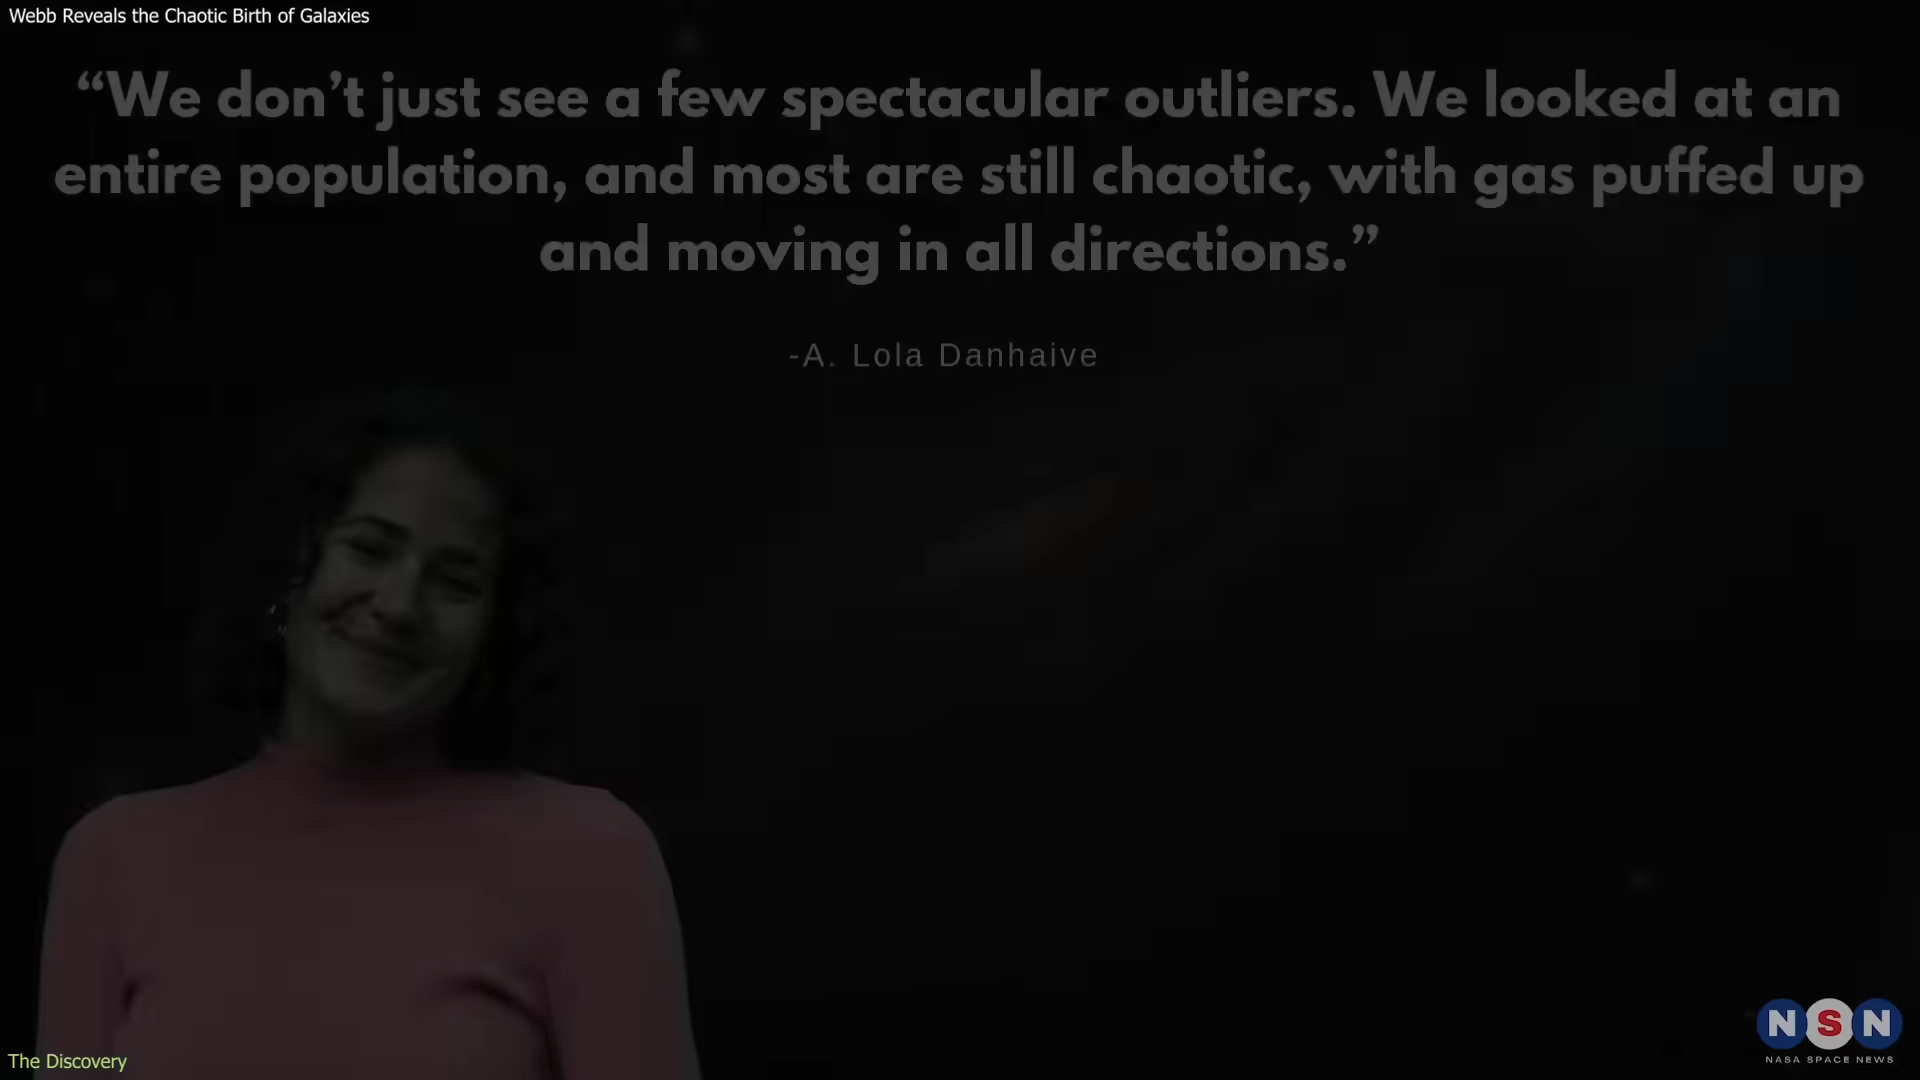 Webb Reveals the Chaotic Birth of Galaxies
“We don’t just see a few spectacular outliers. We looked at an
entire population, and most are still chaotic, with gas puffed up
and moving in all directions.”
-A. Lola Danhaive
The Discovery
NSN
NASA SPACE NEWS